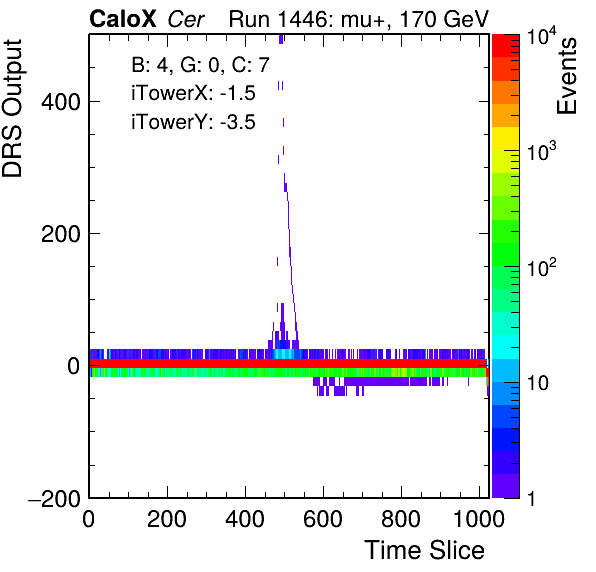 CaloX Cer Run 1446: mu+, 170 GeV
B: 4, G: 0, C: 7
iTowerX: -1.5
iTowerY: -3.5
DRS Output
400
200
0
−200
0 200 400 600 800 1000
Time Slice
Events
10^4
10^3
10^2
10
1